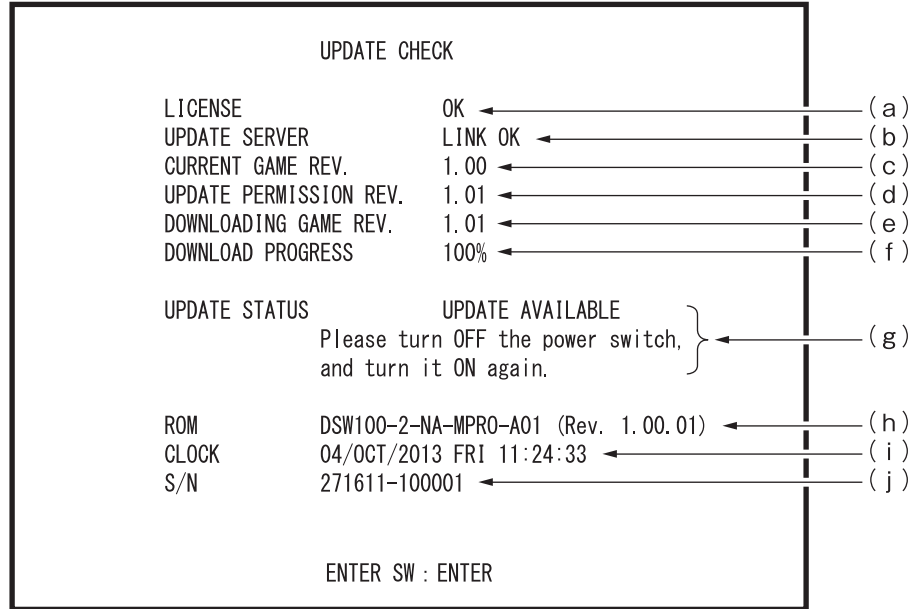 UPDATE CHECK
LICENSE OK (a)
UPDATE SERVER LINK OK (b)
CURRENT GAME REV. 1.00 (c)
UPDATE PERMISSION REV. 1.01 (d)
DOWNLOADING GAME REV. 1.01 (e)
DOWNLOAD PROGRESS 100% (f)
UPDATE STATUS UPDATE AVAILABLE
Please turn OFF the power switch, (g)
and turn it ON again.
ROM DSW100-2-NA-MPRO-A01 (Rev. 1.00.01) (h)
CLOCK 04/OCT/2013 FRI 11:24:33 (i)
S/N 271611-100001 (j)
ENTER SW : ENTER